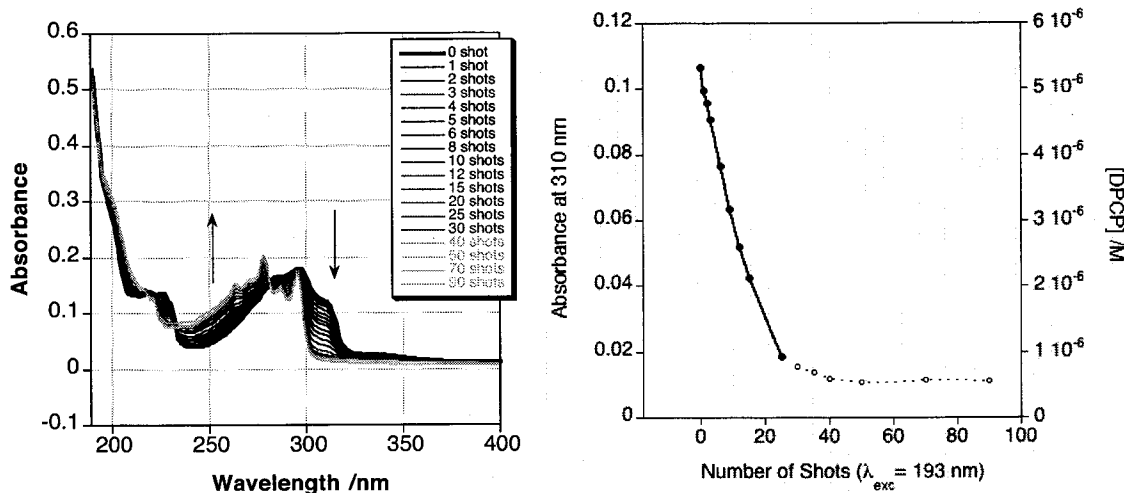 0.6
0.5
0.4
0.3
0.2
0.1
0
-0.1
Absorbance
200
250
300
350
400
Wavelength /nm
0 shot
1 shot
2 shots
3 shots
4 shots
5 shots
6 shots
8 shots
10 shots
12 shots
15 shots
20 shots
25 shots
30 shots
40 shots
50 shots
70 shots
90 shots
0.12
0.1
0.08
0.06
0.04
0.02
0
Absorbance at 310 nm
0
20
40
60
80
100
Number of Shots (λexc = 193 nm)
6 10-6
5 10-6
4 10-6
3 10-6
2 10-6
1 10-6
0
[DPCP] /M